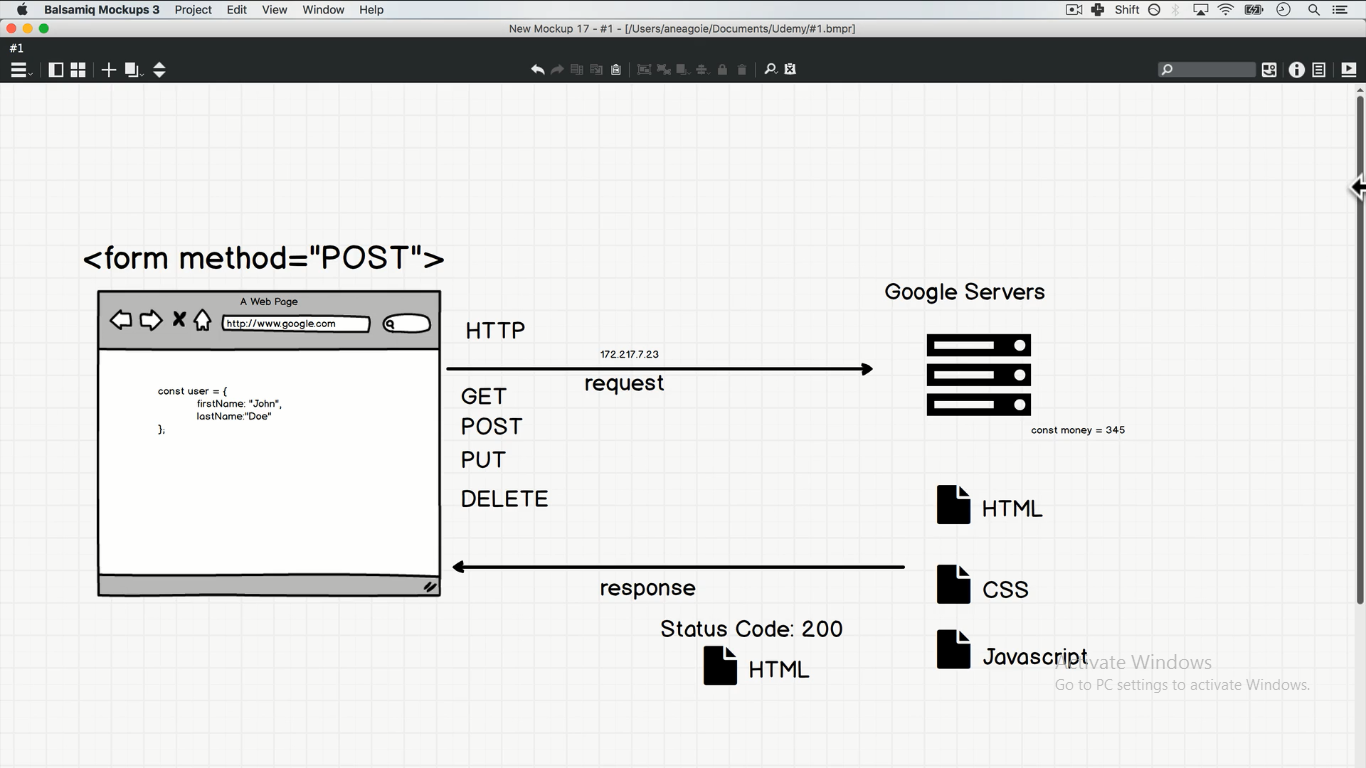 Balsamiq Mockups 3 Project Edit View Window Help Shift
New Mockup 17 - #1 - [/Users/aneagoie/Documents/Udemy/#1.bmpr]
#1
<form method="POST">
A Web Page
http://www.google.com
const user = {
firstName: "John",
lastName:"Doe"
};
HTTP
172.217.7.23
request
GET
POST
PUT
DELETE
response
Status Code: 200
HTML
Google Servers
const money = 345
HTML
CSS
Javascript
Activate Windows
Go to PC settings to activate Windows.